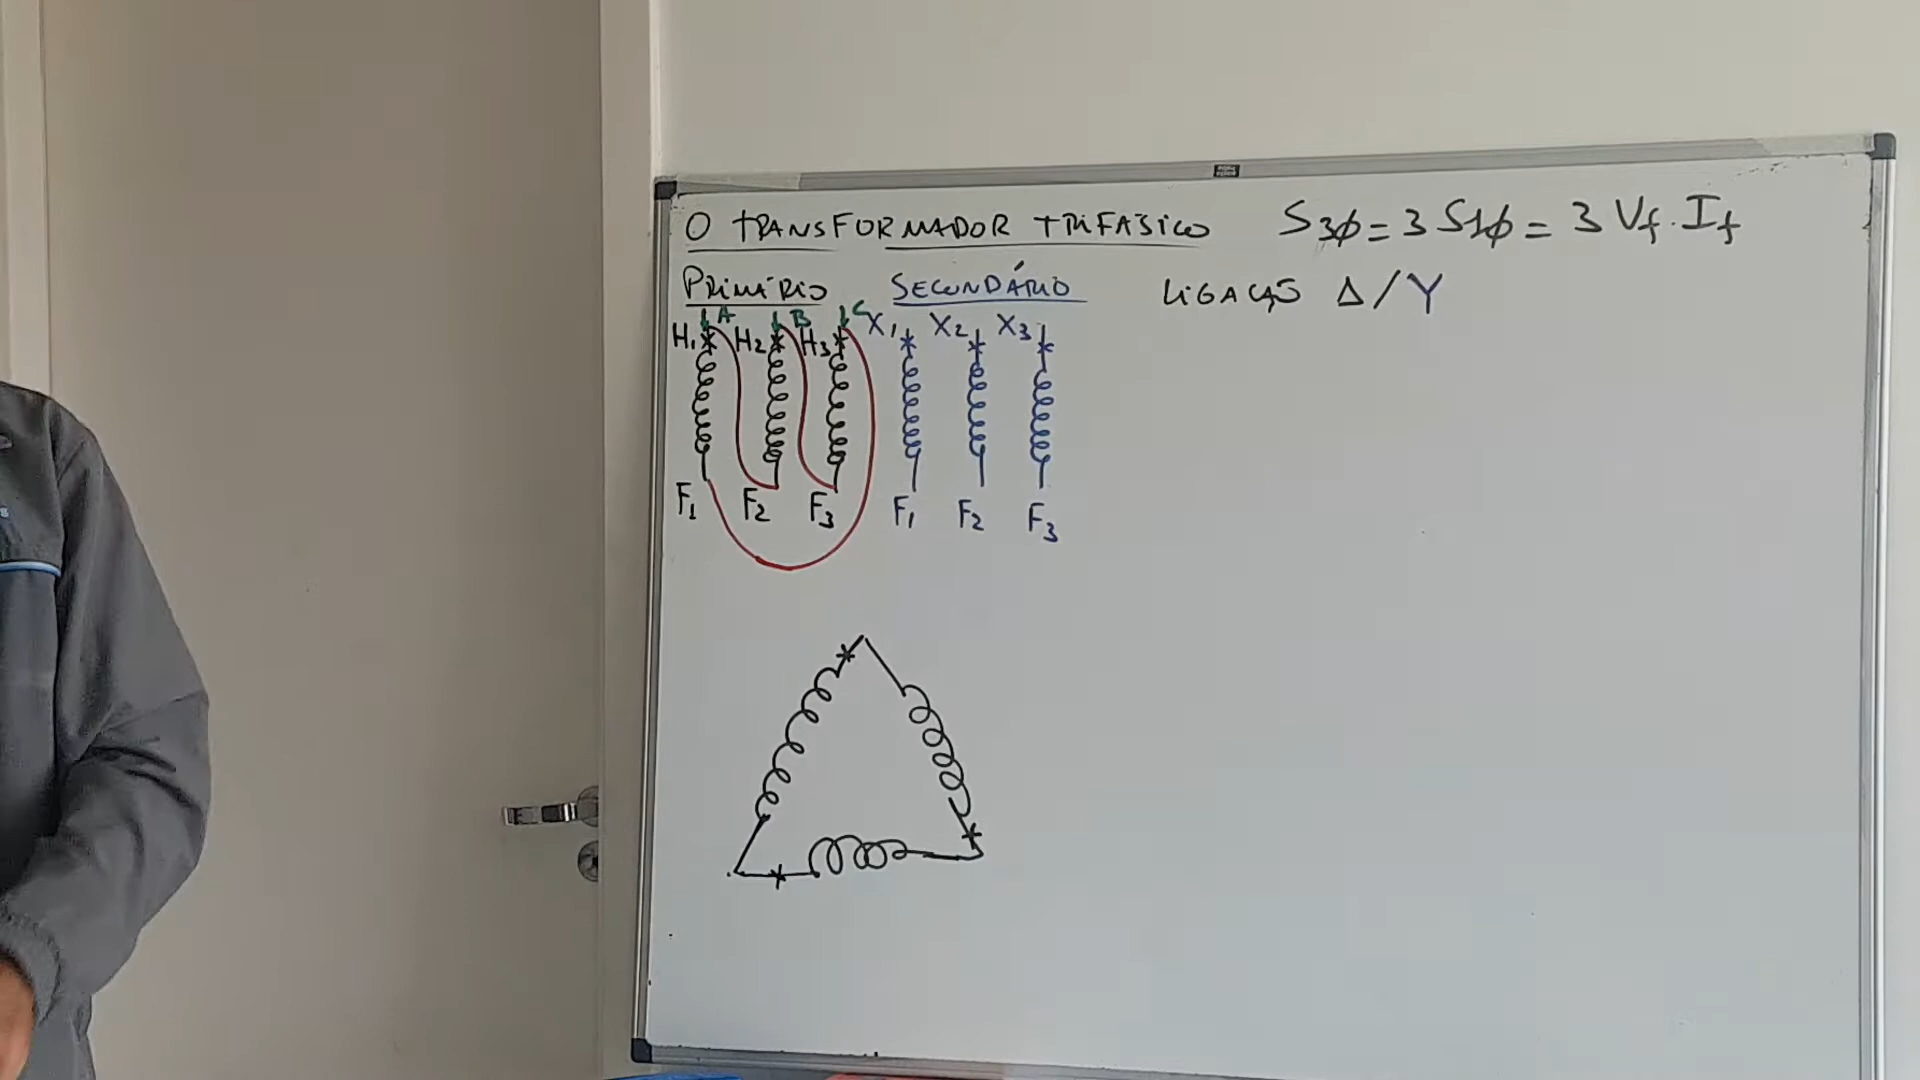 O TRANSFORMADOR TRIFÁSICO
S3ϕ = 3 S1ϕ = 3 Vf . If
PRIMÁRIO
SECUNDÁRIO
LIGAÇÃO Δ/Y
A B C
H1 H2 H3 X1 X2 X3
F1 F2 F3 F1 F2 F3